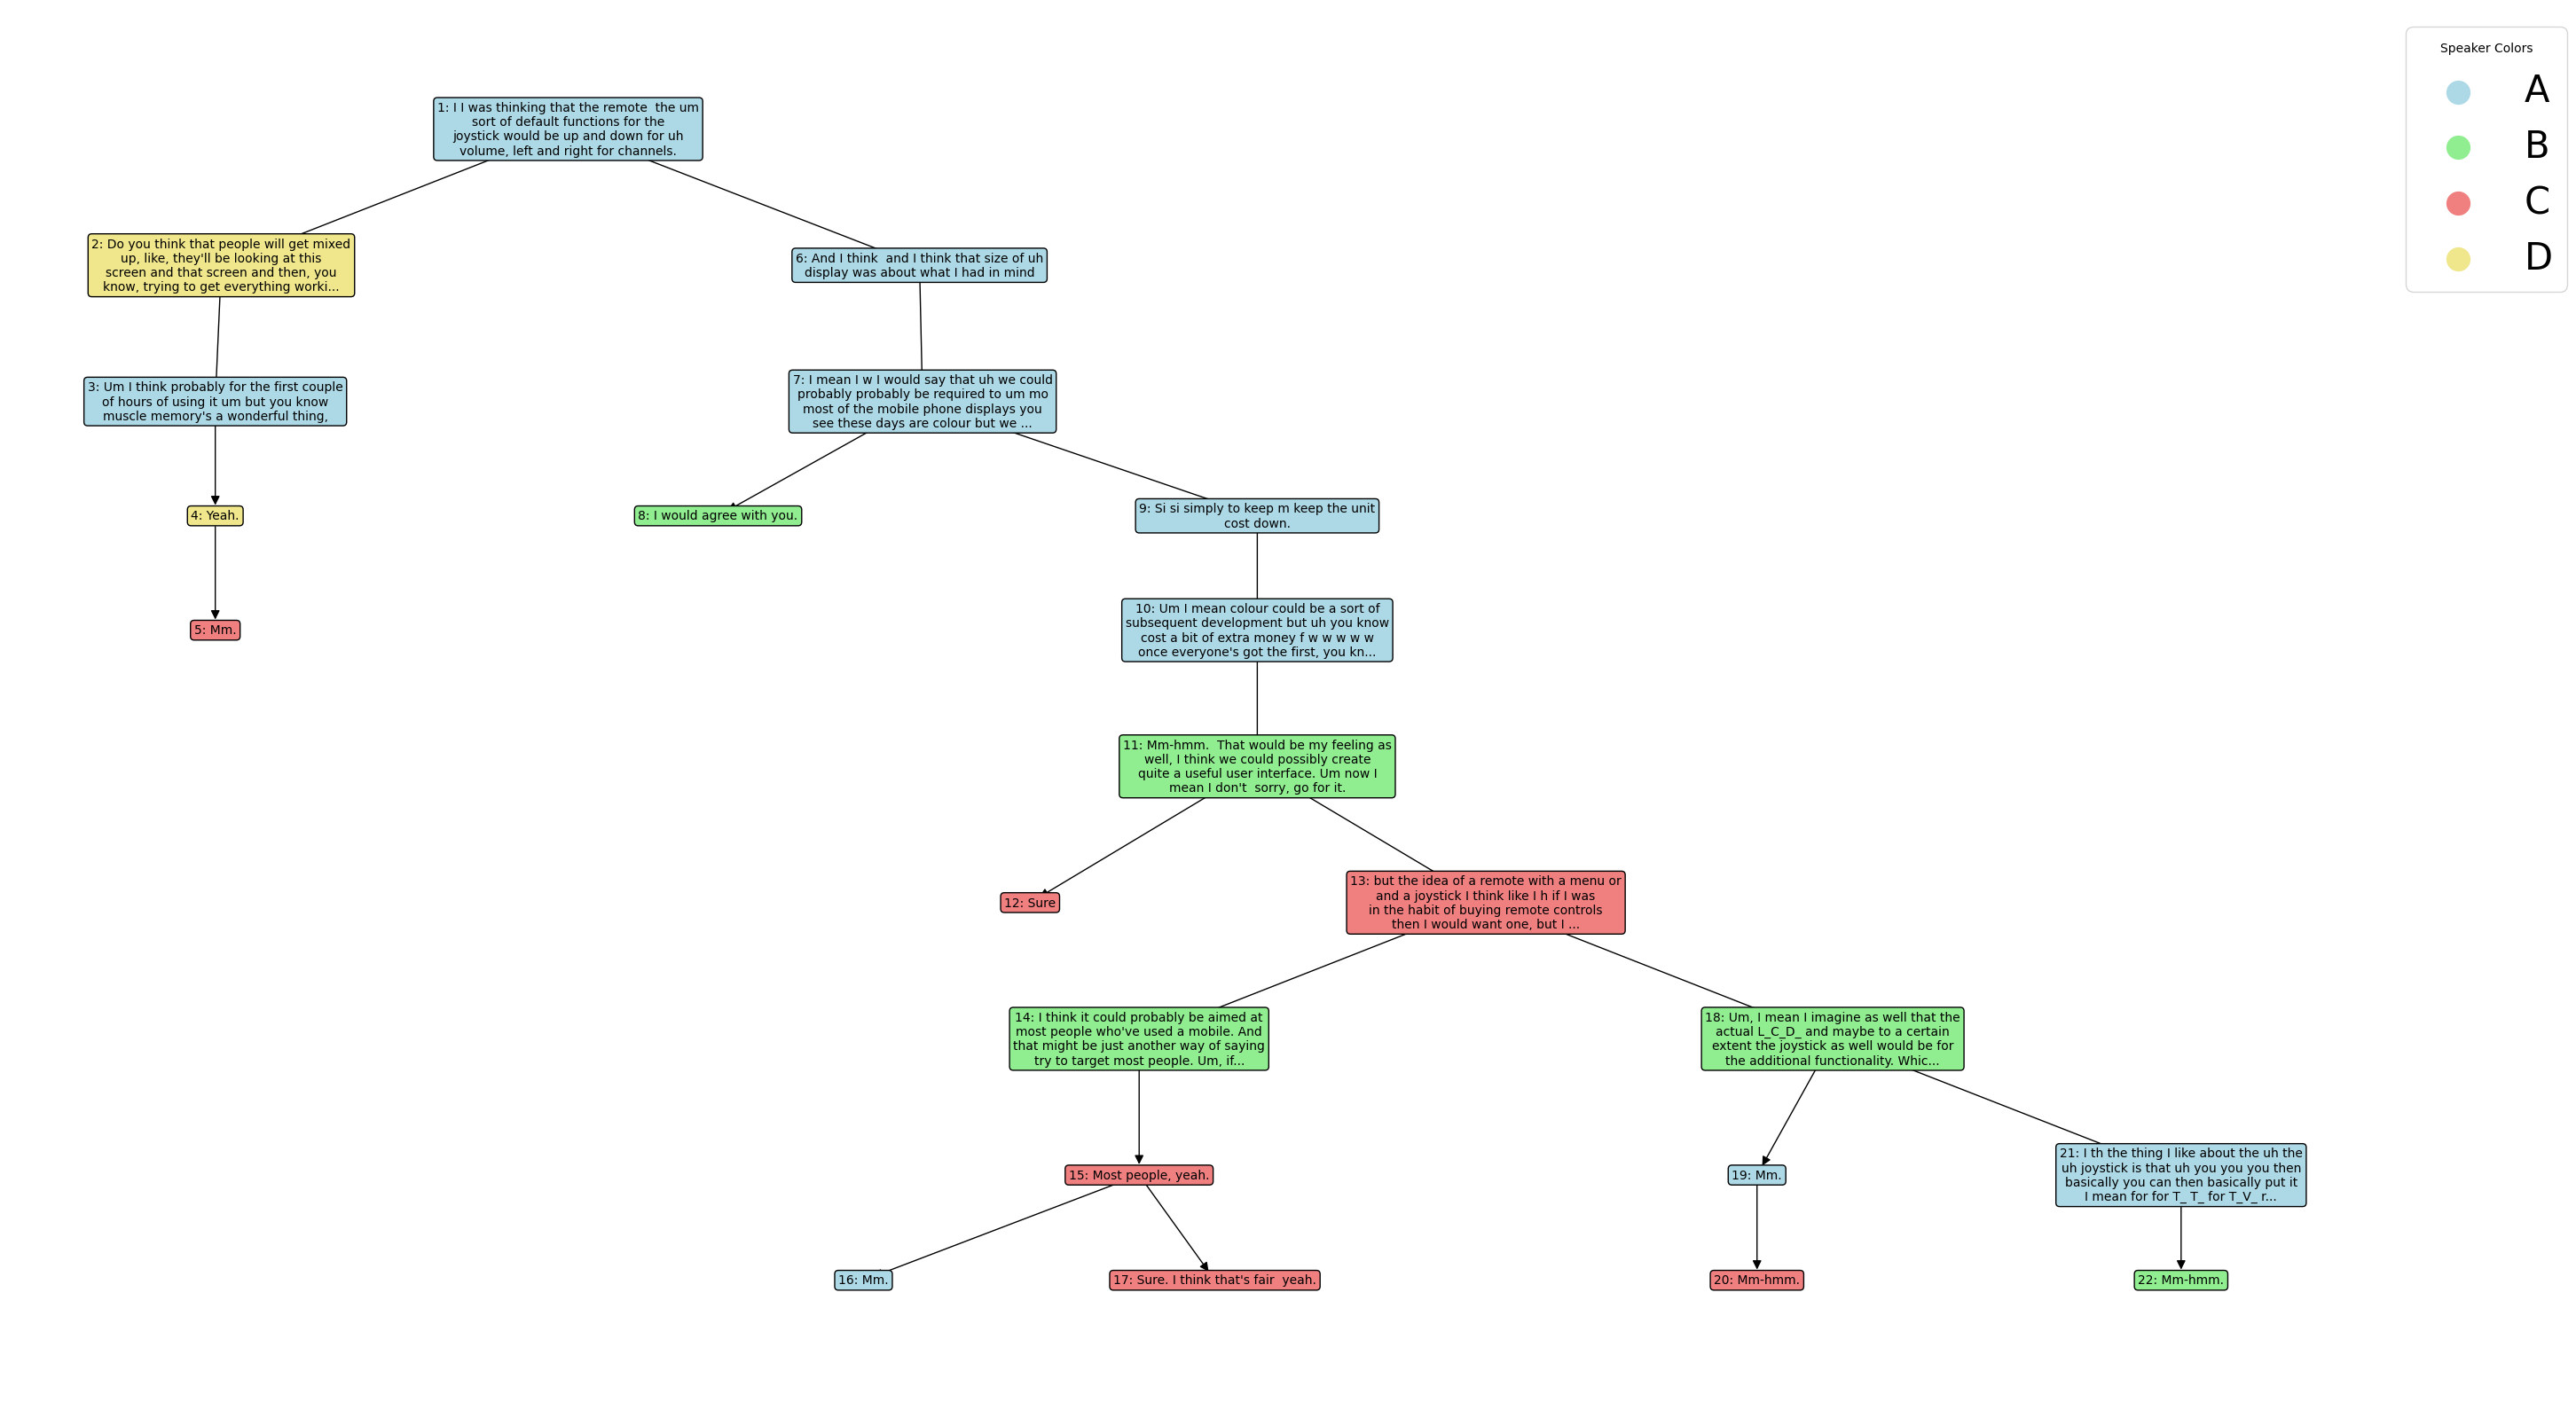 Speaker Colors
A
B
C
D
1: I I was thinking that the remote  the um
sort of default functions for the
joystick would be up and down for uh
volume, left and right for channels.
2: Do you think that people will get mixed
up, like, they'll be looking at this
screen and that screen and then, you
know, trying to get everything worki...
6: And I think  and I think that size of uh
display was about what I had in mind
3: Um I think probably for the first couple
of hours of using it um but you know
muscle memory's a wonderful thing,
7: I mean I w I would say that uh we could
probably probably be required to um mo
most of the mobile phone displays you
see these days are colour but we ...
4: Yeah.
8: I would agree with you.
9: Si si simply to keep m keep the unit
cost down.
5: Mm.
10: Um I mean colour could be a sort of
subsequent development but uh you know
cost a bit of extra money f w w w w w
once everyone's got the first, you kn...
11: Mm-hmm.  That would be my feeling as
well, I think we could possibly create
quite a useful user interface. Um now I
mean I don't  sorry, go for it.
12: Sure
13: but the idea of a remote with a menu or
and a joystick I think like I h if I was
in the habit of buying remote controls
then I would want one, but I ...
14: I think it could probably be aimed at
most people who've used a mobile. And
that might be just another way of saying
try to target most people. Um, if...
18: Um, I mean I imagine as well that the
actual L_C_D_ and maybe to a certain
extent the joystick as well would be for
the additional functionality. Whic...
15: Most people, yeah.
19: Mm.
21: I th the thing I like about the uh the
uh joystick is that uh you you you you then
basically you can then basically put it
I mean for for T_ T_ for T_V_ r...
16: Mm.
17: Sure. I think that's fair  yeah.
20: Mm-hmm.
22: Mm-hmm.